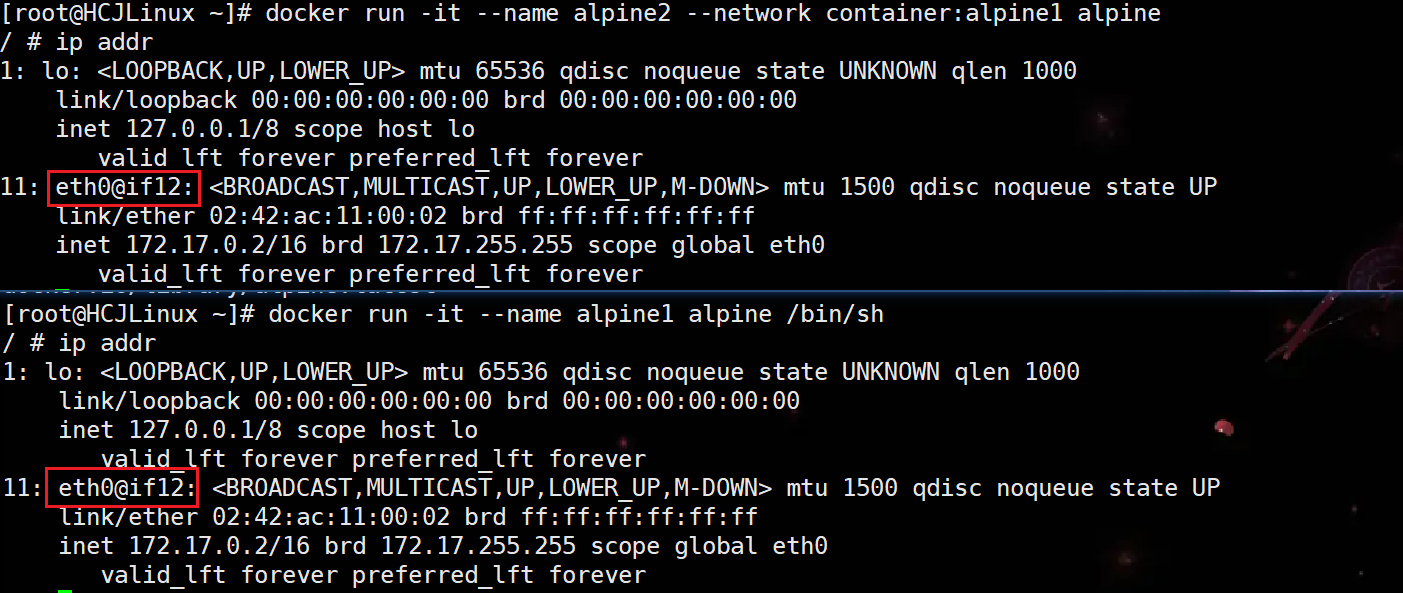 [root@HCJLinux ~]# docker run -it --name alpine2 --network container:alpine1 alpine
/ # ip addr
1: lo: <LOOPBACK,UP,LOWER_UP> mtu 65536 qdisc noqueue state UNKNOWN qlen 1000
    link/loopback 00:00:00:00:00:00 brd 00:00:00:00:00:00
    inet 127.0.0.1/8 scope host lo
       valid_lft forever preferred_lft forever
11: eth0@if12: <BROADCAST,MULTICAST,UP,LOWER_UP,M-DOWN> mtu 1500 qdisc noqueue state UP
    link/ether 02:42:ac:11:00:02 brd ff:ff:ff:ff:ff:ff
    inet 172.17.0.2/16 brd 172.17.255.255 scope global eth0
       valid_lft forever preferred_lft forever
[root@HCJLinux ~]# docker run -it --name alpine1 alpine /bin/sh
/ # ip addr
1: lo: <LOOPBACK,UP,LOWER_UP> mtu 65536 qdisc noqueue state UNKNOWN qlen 1000
    link/loopback 00:00:00:00:00:00 brd 00:00:00:00:00:00
    inet 127.0.0.1/8 scope host lo
       valid_lft forever preferred_lft forever
11: eth0@if12: <BROADCAST,MULTICAST,UP,LOWER_UP,M-DOWN> mtu 1500 qdisc noqueue state UP
    link/ether 02:42:ac:11:00:02 brd ff:ff:ff:ff:ff:ff
    inet 172.17.0.2/16 brd 172.17.255.255 scope global eth0
       valid_lft forever preferred_lft forever